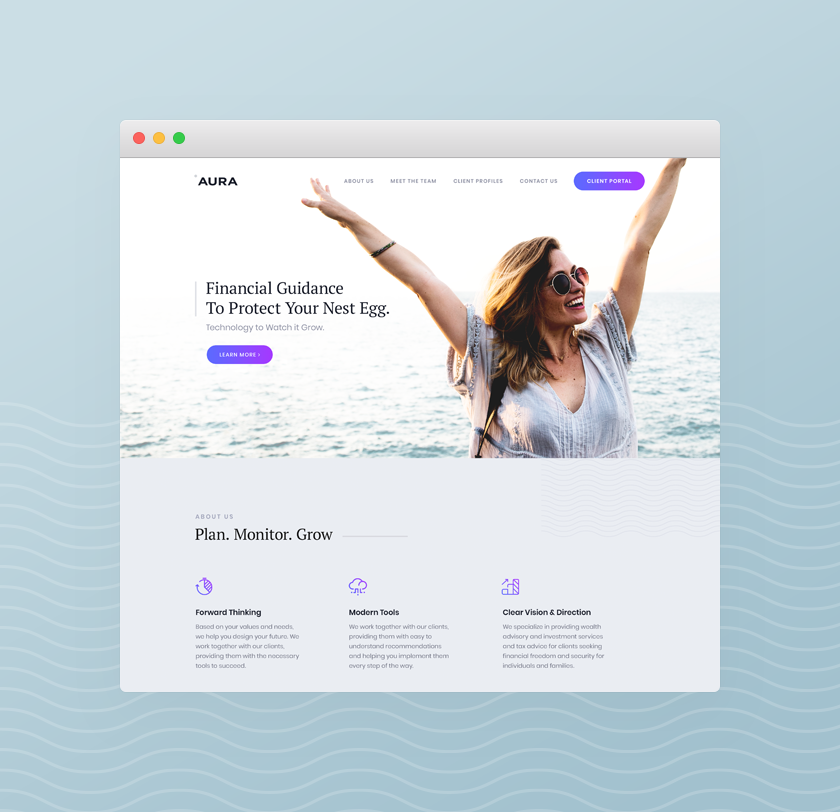 AURA
ABOUT US
MEET THE TEAM
CLIENT PROFILES
CONTACT US
CLIENT PORTAL
Financial Guidance
To Protect Your Nest Egg.
Technology to Watch it Grow.
LEARN MORE ›
ABOUT US
Plan. Monitor. Grow
Forward Thinking
Based on your values and needs,
we help you design your future. We
work together with our clients,
providing them with the necessary
tools to succeed.
Modern Tools
We work together with our clients,
providing them with easy to
understand recommendations
and helping you implement them
every step of the way.
Clear Vision & Direction
We specialize in providing wealth
advisory and investment services
and tax advice for clients seeking
financial freedom and security for
individuals and families.